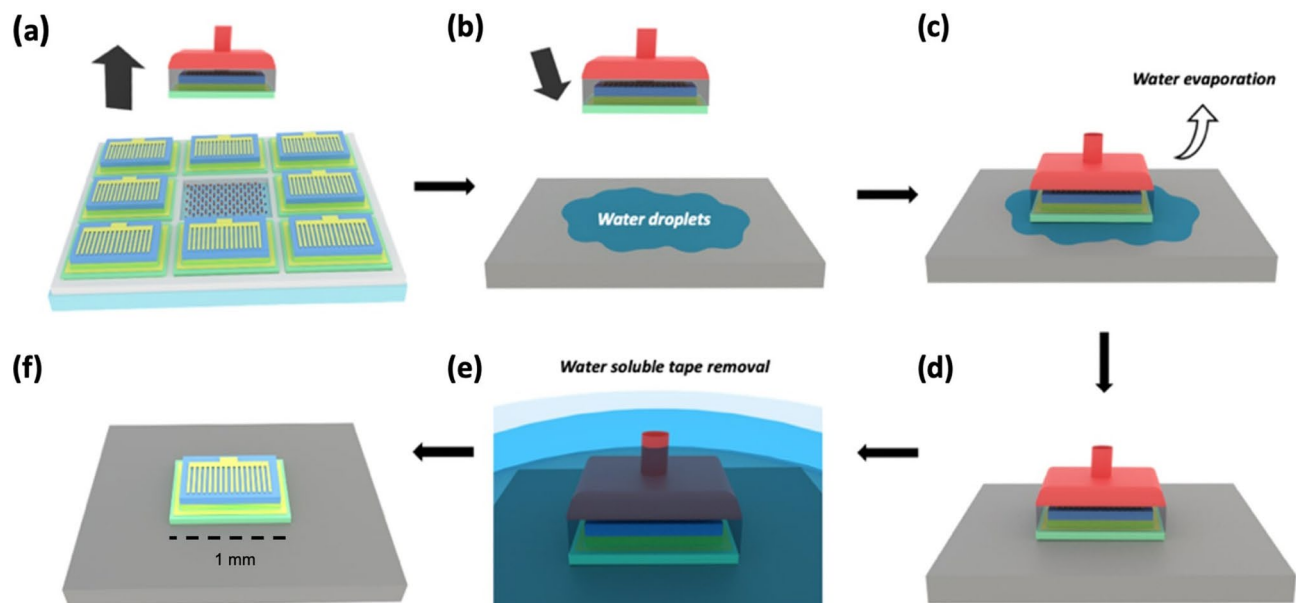 (a)
(b)
(c)
Water evaporation
Water droplets
(f)
(e)
(d)
Water soluble tape removal
1 mm